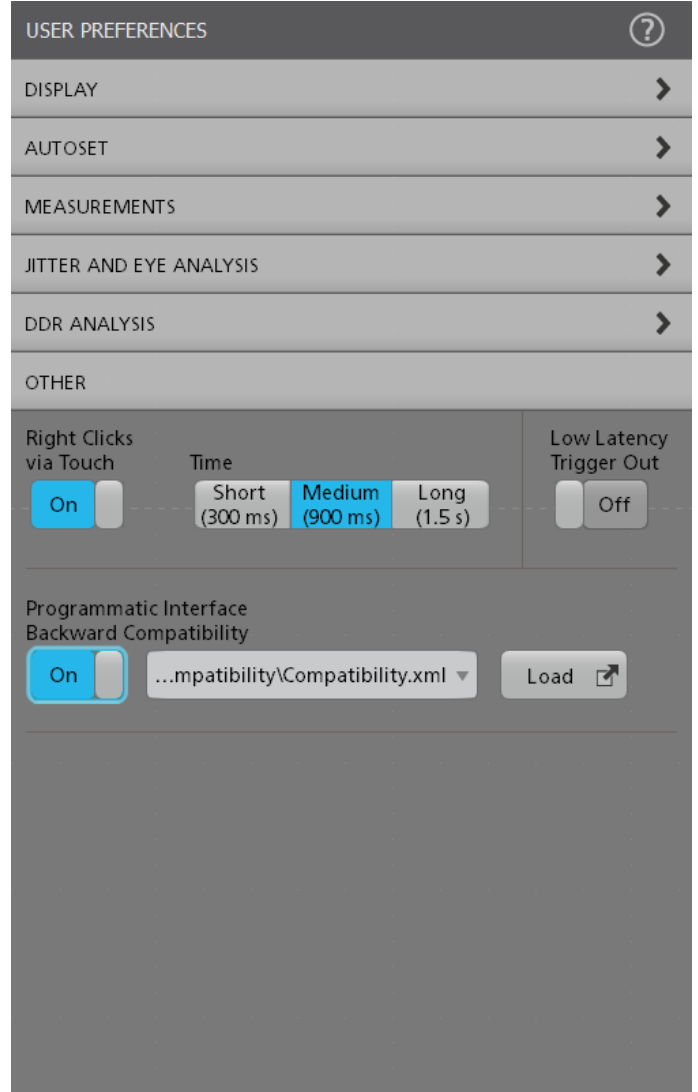 USER PREFERENCES ?
DISPLAY
AUTOSET
MEASUREMENTS
JITTER AND EYE ANALYSIS
DDR ANALYSIS
OTHER
Right Clicks
via Touch
On
Time
Short
(300 ms)
Medium
(900 ms)
Long
(1.5 s)
Low Latency
Trigger Out
Off
Programmatic Interface
Backward Compatibility
On
...mpatibility\Compatibility.xml
Load